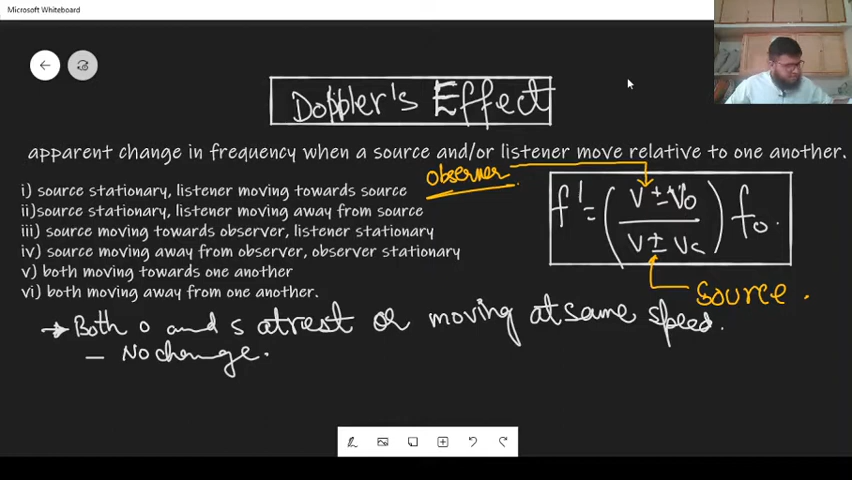 Microsoft Whiteboard
Doppler's Effect
apparent change in frequency when a source and/or listener move relative to one another.
observer
i) source stationary, listener moving towards source
ii)source stationary, listener moving away from source
iii) source moving towards observer, listener stationary
iv) source moving away from observer, observer stationary
v) both moving towards one another
vi) both moving away from one another.
f' = ( V ± Vo / V ± Vs ) fo.
Source.
→ Both o and s at rest or moving at same speed.
— No change.